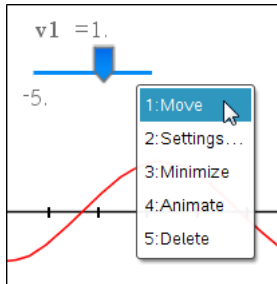 v1 =1.
-5.
1:Move
2:Settings...
3:Minimize
4:Animate
5:Delete